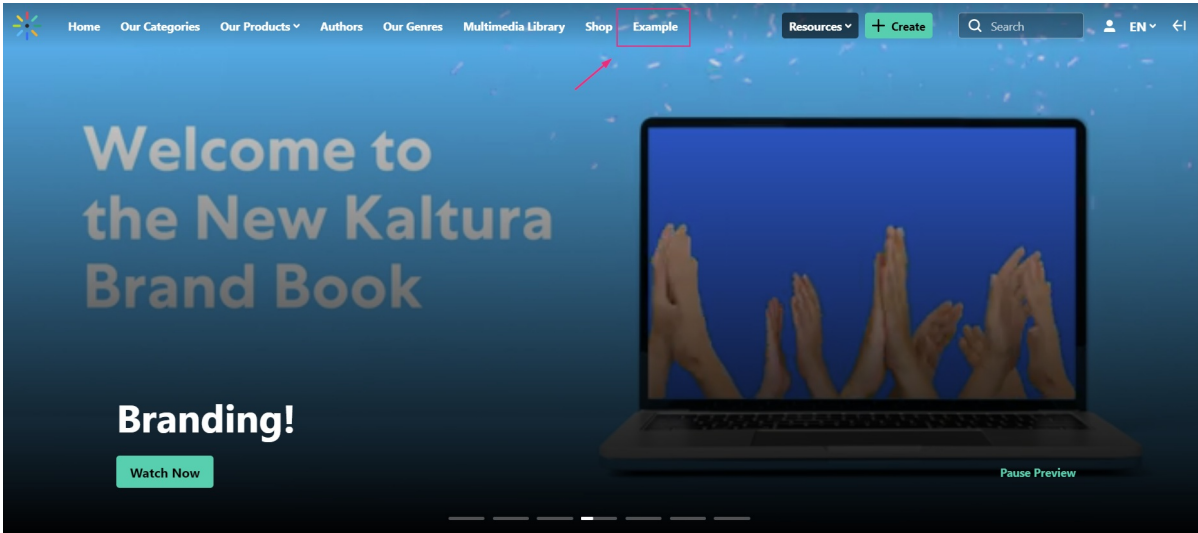 Home Our Categories Our Products Authors Our Genres Multimedia Library Shop Example Resources + Create Search EN
Welcome to
the New Kaltura
Brand Book
Branding!
Watch Now
Pause Preview